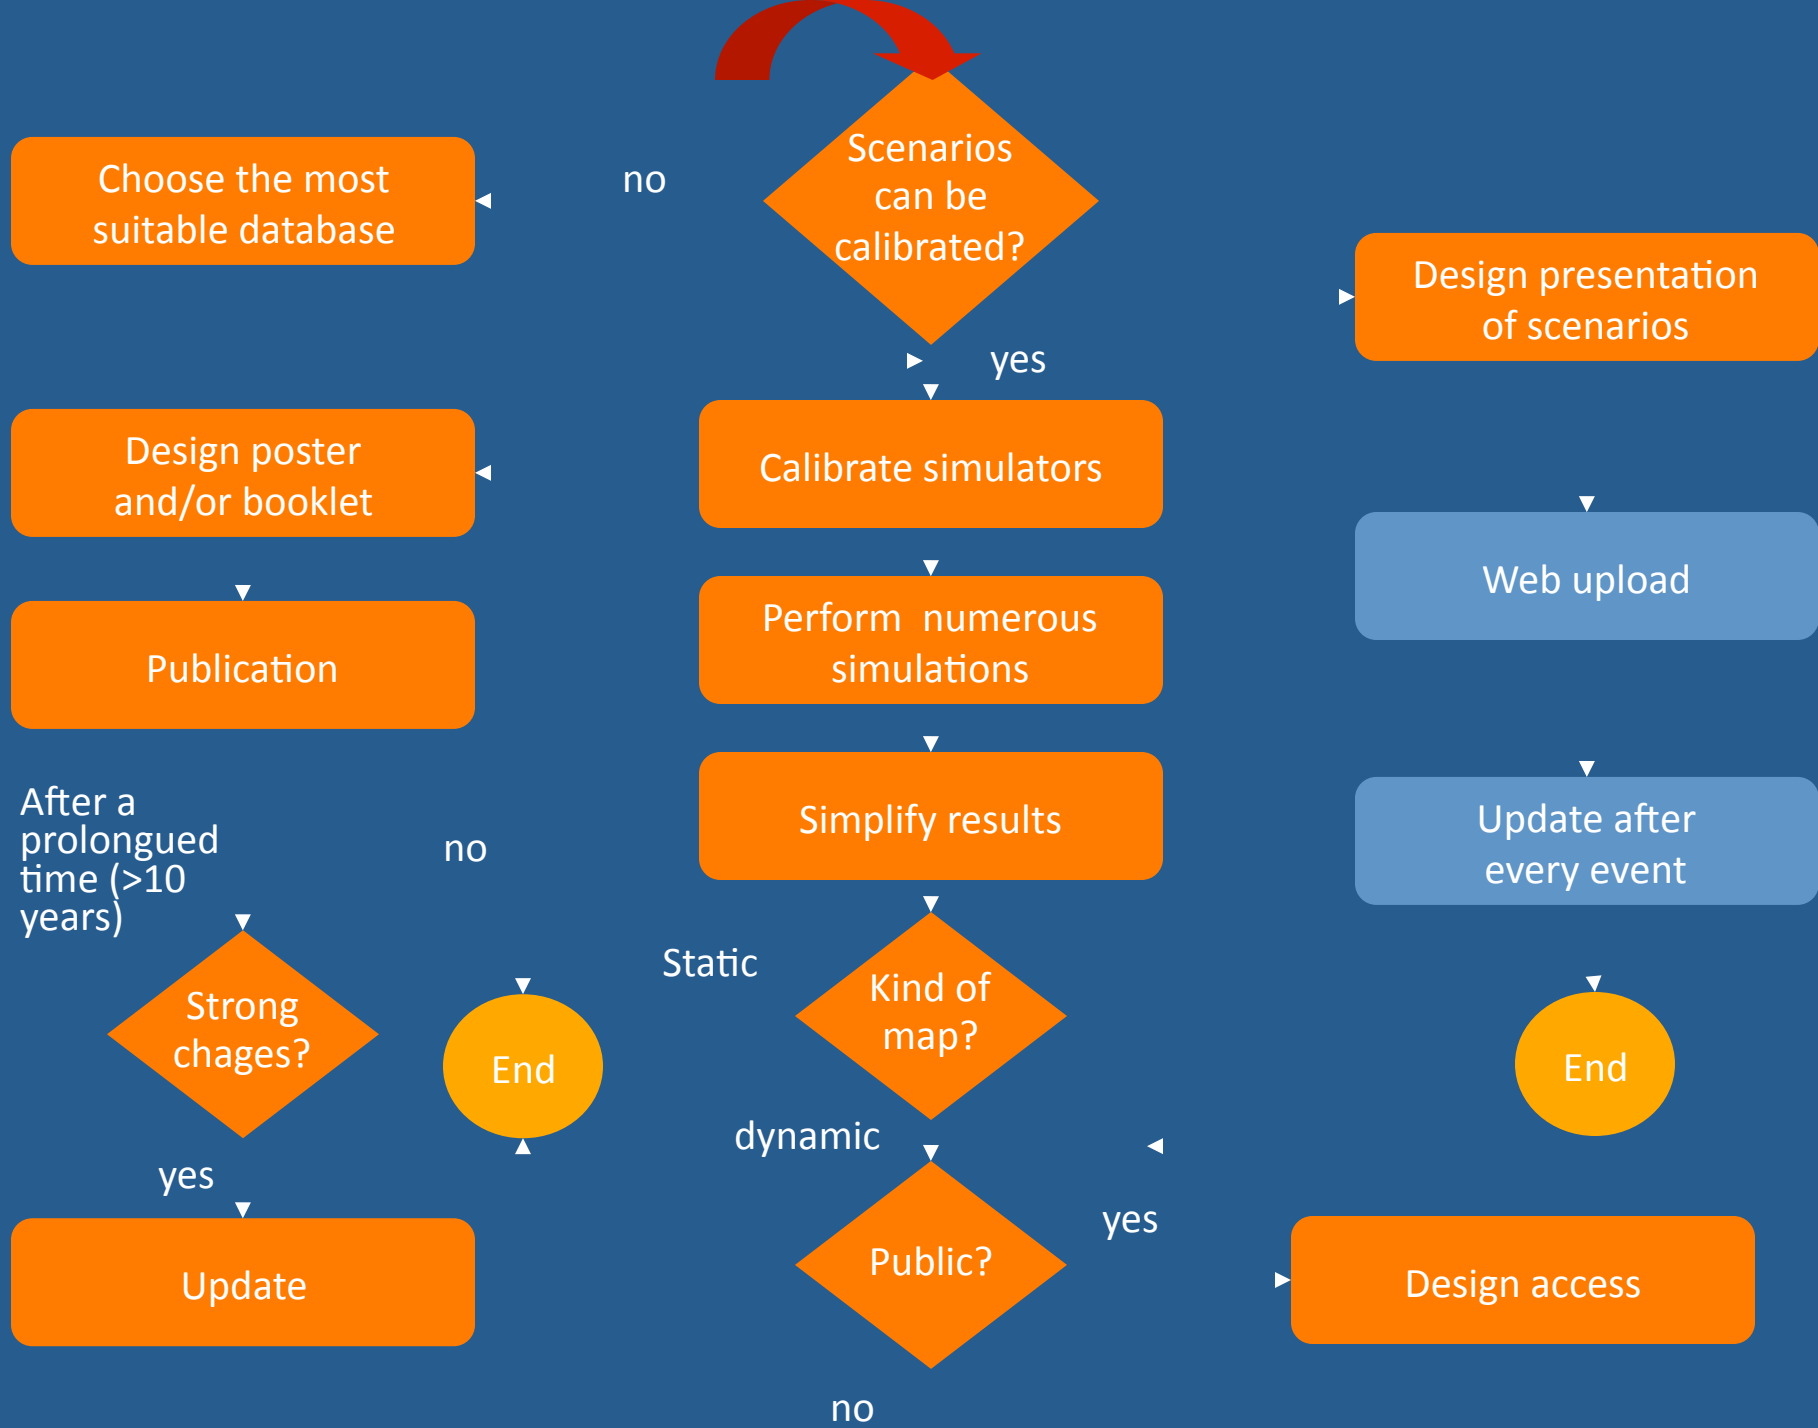 Scenarios
can be
calibrated?
no
Choose the most
suitable database
yes
Design presentation
of scenarios
Design poster
and/or booklet
Calibrate simulators
Web upload
Publication
Perform numerous
simulations
After a
prolongued
time (>10
years)
no
Simplify results
Update after
every event
Static
Strong
chages?
End
Kind of
map?
End
dynamic
yes
yes
Update
Public?
Design access
no